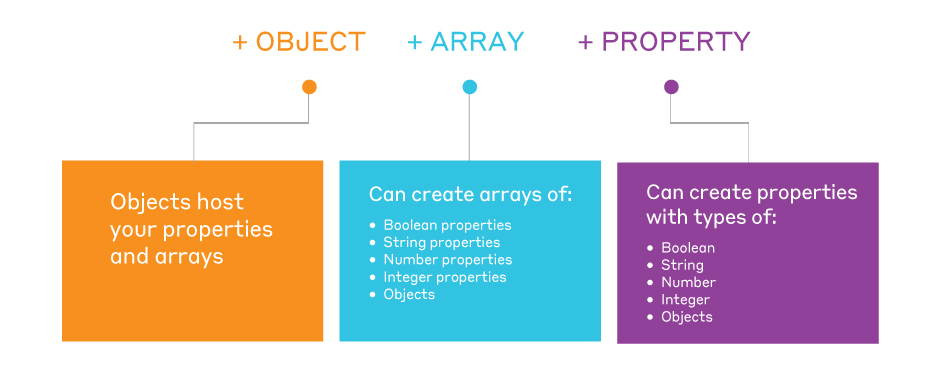 + OBJECT
+ ARRAY
+ PROPERTY
Objects host
your properties
and arrays
Can create arrays of:
• Boolean properties
• String properties
• Number properties
• Integer properties
• Objects
Can create properties
with types of:
• Boolean
• String
• Number
• Integer
• Objects